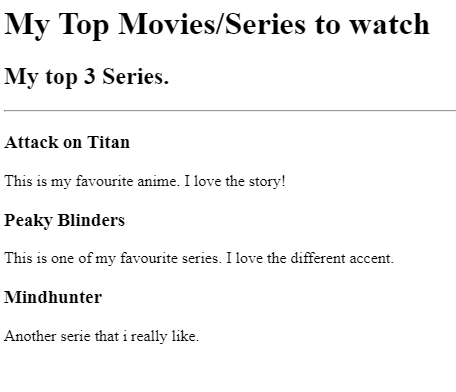 My Top Movies/Series to watch
My top 3 Series.
Attack on Titan
This is my favourite anime. I love the story!
Peaky Blinders
This is one of my favourite series. I love the different accent.
Mindhunter
Another serie that i really like.